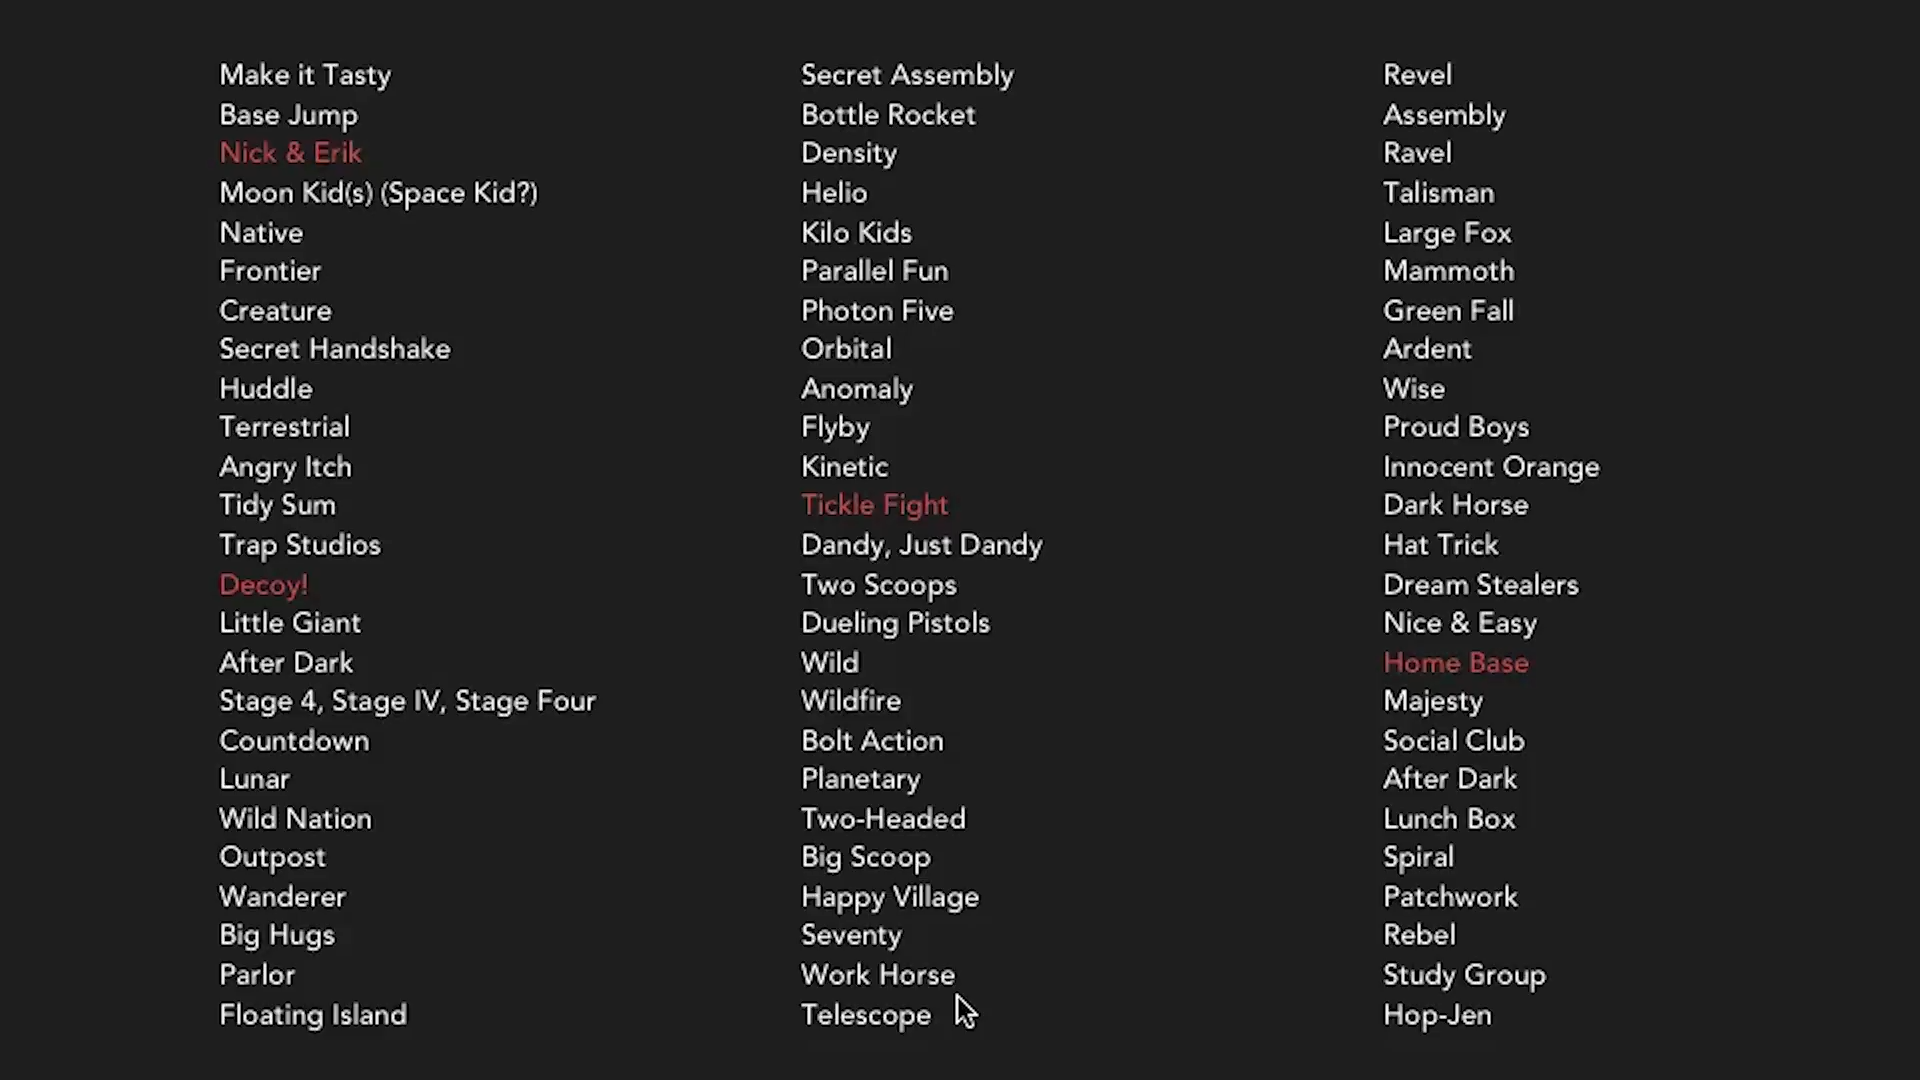 Make it Tasty
Base Jump
Nick & Erik
Moon Kid(s) (Space Kid?)
Native
Frontier
Creature
Secret Handshake
Huddle
Terrestrial
Angry Itch
Tidy Sum
Trap Studios
Decoy!
Little Giant
After Dark
Stage 4, Stage IV, Stage Four
Countdown
Lunar
Wild Nation
Outpost
Wanderer
Big Hugs
Parlor
Floating Island
Secret Assembly
Bottle Rocket
Density
Helio
Kilo Kids
Parallel Fun
Photon Five
Orbital
Anomaly
Flyby
Kinetic
Tickle Fight
Dandy, Just Dandy
Two Scoops
Dueling Pistols
Wild
Wildfire
Bolt Action
Planetary
Two-Headed
Big Scoop
Happy Village
Seventy
Work Horse
Telescope
Revel
Assembly
Ravel
Talisman
Large Fox
Mammoth
Green Fall
Ardent
Wise
Proud Boys
Innocent Orange
Dark Horse
Hat Trick
Dream Stealers
Nice & Easy
Home Base
Majesty
Social Club
After Dark
Lunch Box
Spiral
Patchwork
Rebel
Study Group
Hop-Jen